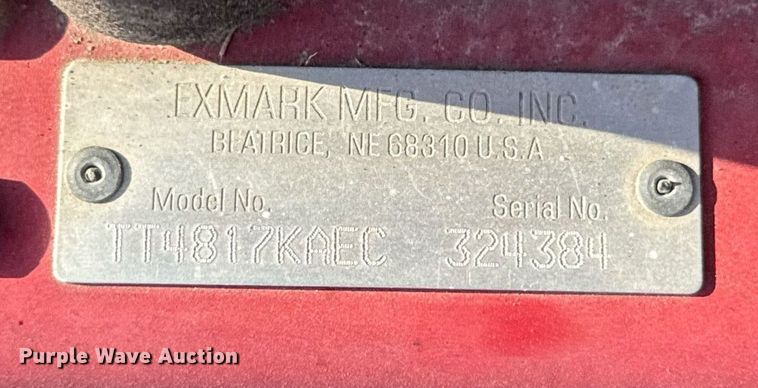 EXMARK MFG. CO. INC.
BEATRICE, NE 68310 U.S.A
Model No. Serial No.
TT4817KAEC 324384
Purple Wave Auction